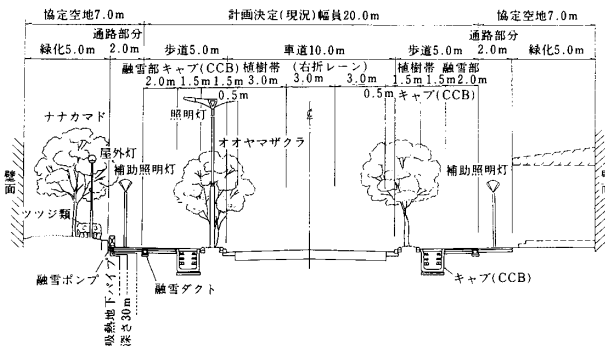 協定空地7.0m 計画決定(現況)幅員20.0m 協定空地7.0m
緑化5.0m 通路部分 2.0m 歩道5.0m 車道10.0m 歩道5.0m 通路部分 2.0m 緑化5.0m
融雪部 キャブ(CCB) 植樹帯 (右折レーン) 植樹帯 融雪部
キャブ(CCB)
2.0m 1.5m 1.5m 3.0m 3.0m 3.0m 1.5m 1.5m 2.0m
0.5m 0.5m
ナナカマド
照明灯
屋外灯
オオヤマザクラ
補助照明灯
補助照明灯
壁面
壁面
ツツジ類
融雪ポンプ
吸熱地下パイプ
深さ30m
融雪ダクト
キャブ(CCB)